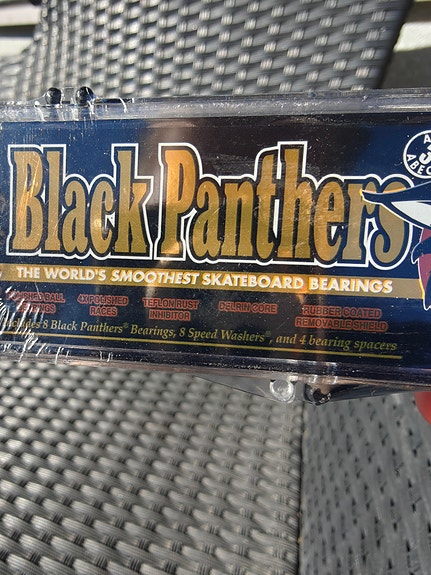 Black Panthers
THE WORLD'S SMOOTHEST SKATEBOARD BEARINGS
BALL 4X POLISHED TEFLON RUST DELRIN CORE RUBBER COATED
RACES INHIBITOR REMOVABLE SHIELD
8 Black Panthers® Bearings, 8 Speed Washers®, and 4 bearing spacers